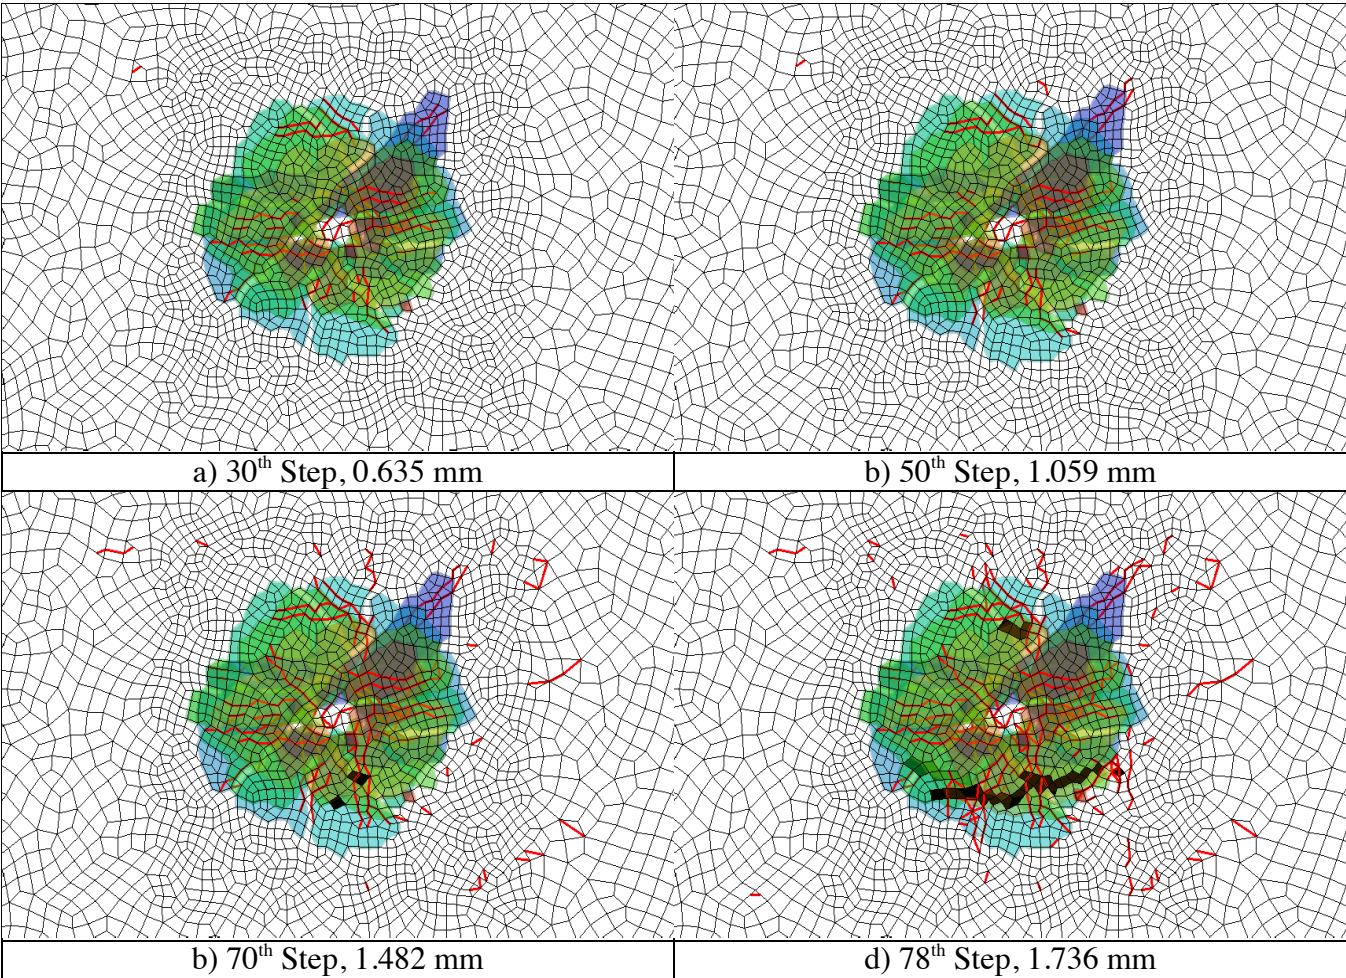 a) 30th Step, 0.635 mm
b) 50th Step, 1.059 mm
b) 70th Step, 1.482 mm
d) 78th Step, 1.736 mm